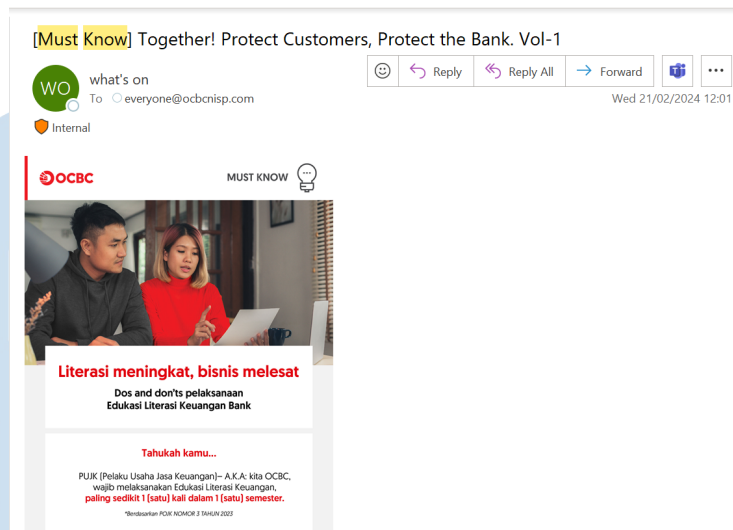 [Must Know] Together! Protect Customers, Protect the Bank. Vol-1
WO
what's on
To everyone@ocbcnisp.com
Reply
Reply All
Forward
Wed 21/02/2024 12:01
Internal
OCBC
MUST KNOW
Literasi meningkat, bisnis melesat
Dos and don'ts pelaksanaan
Edukasi Literasi Keuangan Bank
Tahukah kamu...
PUJK (Pelaku Usaha Jasa Keuangan)– A.K.A: kita OCBC,
wajib melaksanakan Edukasi Literasi Keuangan,
paling sedikit 1 (satu) kali dalam 1 (satu) semester.
*Berdasarkan POJK NOMOR 3 TAHUN 2023